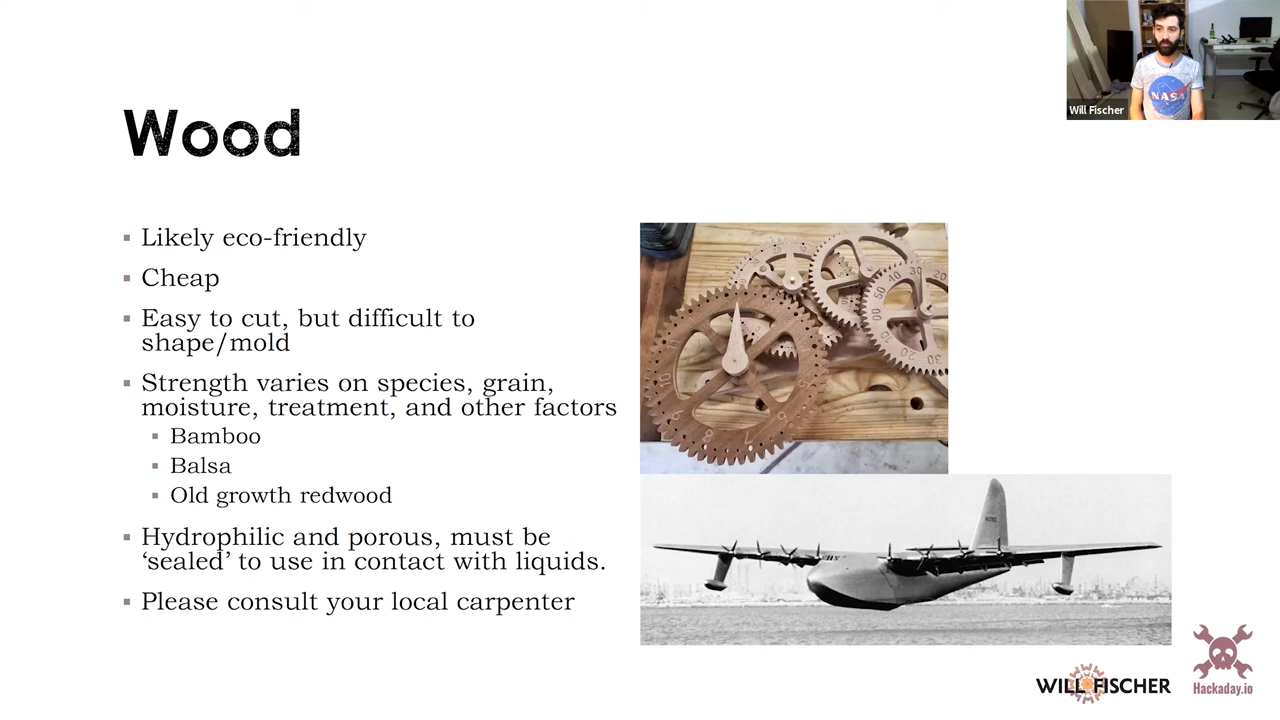 Wood
▪ Likely eco-friendly
▪ Cheap
▪ Easy to cut, but difficult to
shape/mold
▪ Strength varies on species, grain,
moisture, treatment, and other factors
▪ Bamboo
▪ Balsa
▪ Old growth redwood
▪ Hydrophilic and porous, must be
‘sealed’ to use in contact with liquids.
▪ Please consult your local carpenter
NASA
Will Fischer
WILL FISCHER
Hackaday.io